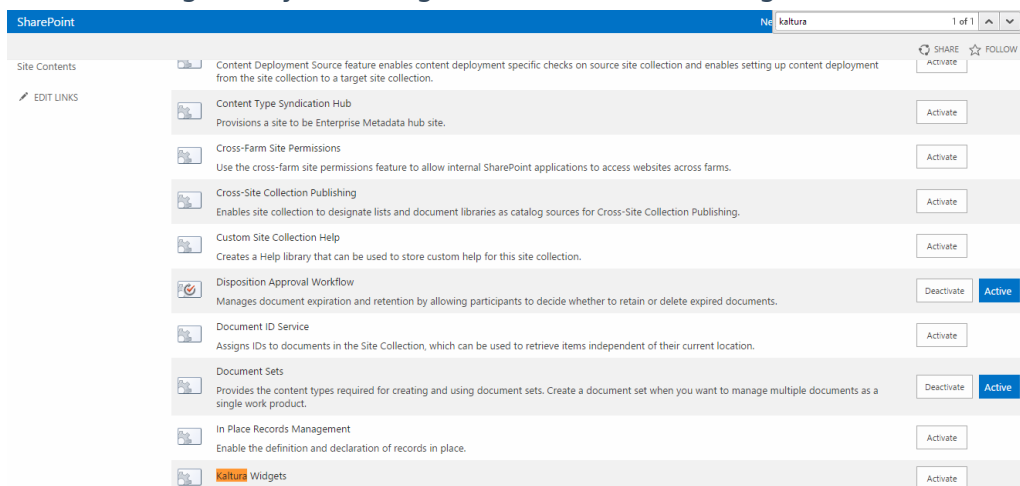 SharePoint
Ne
kaltura
1 of 1
SHARE
FOLLOW
Site Contents
EDIT LINKS
Content Deployment Source feature enables content deployment specific checks on source site collection and enables setting up content deployment
from the site collection to a target site collection.
Activate
Content Type Syndication Hub
Provisions a site to be Enterprise Metadata hub site.
Activate
Cross-Farm Site Permissions
Use the cross-farm site permissions feature to allow internal SharePoint applications to access websites across farms.
Activate
Cross-Site Collection Publishing
Enables site collection to designate lists and document libraries as catalog sources for Cross-Site Collection Publishing.
Activate
Custom Site Collection Help
Creates a Help library that can be used to store custom help for this site collection.
Activate
Disposition Approval Workflow
Manages document expiration and retention by allowing participants to decide whether to retain or delete expired documents.
Deactivate
Active
Document ID Service
Assigns IDs to documents in the Site Collection, which can be used to retrieve items independent of their current location.
Activate
Document Sets
Provides the content types required for creating and using document sets. Create a document set when you want to manage multiple documents as a
single work product.
Deactivate
Active
In Place Records Management
Enable the definition and declaration of records in place.
Activate
Kaltura Widgets
Activate